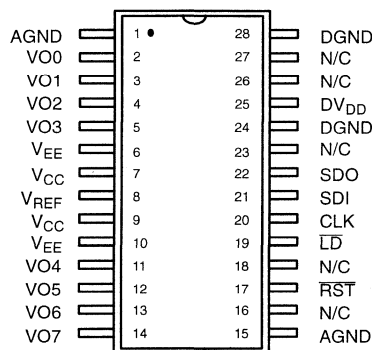 AGND 1 28 DGND
VO0 2 27 N/C
VO1 3 26 N/C
VO2 4 25 DVDD
VO3 5 24 DGND
VEE 6 23 N/C
VCC 7 22 SDO
VREF 8 21 SDI
VCC 9 20 CLK
VEE 10 19 L̅D̅
VO4 11 18 N/C
VO5 12 17 R̅S̅T̅
VO6 13 16 N/C
VO7 14 15 AGND